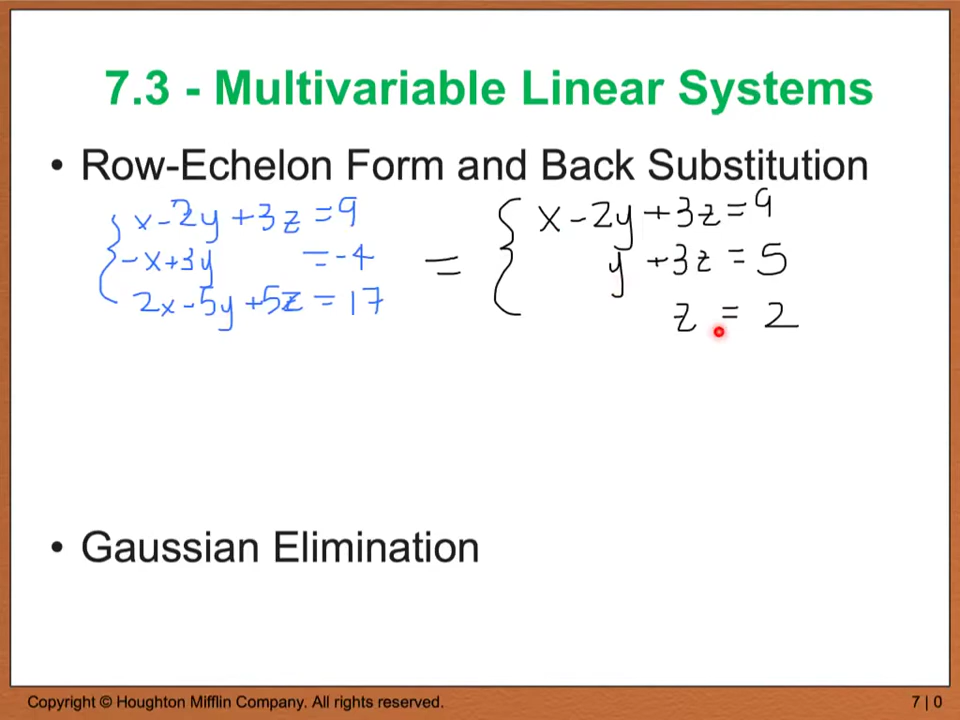 7.3 - Multivariable Linear Systems
• Row-Echelon Form and Back Substitution
x - 2y + 3z = 9
-x + 3y = -4
2x - 5y + 5z = 17
=
x - 2y + 3z = 9
y + 3z = 5
z = 2
• Gaussian Elimination
Copyright © Houghton Mifflin Company. All rights reserved.
7 | 0